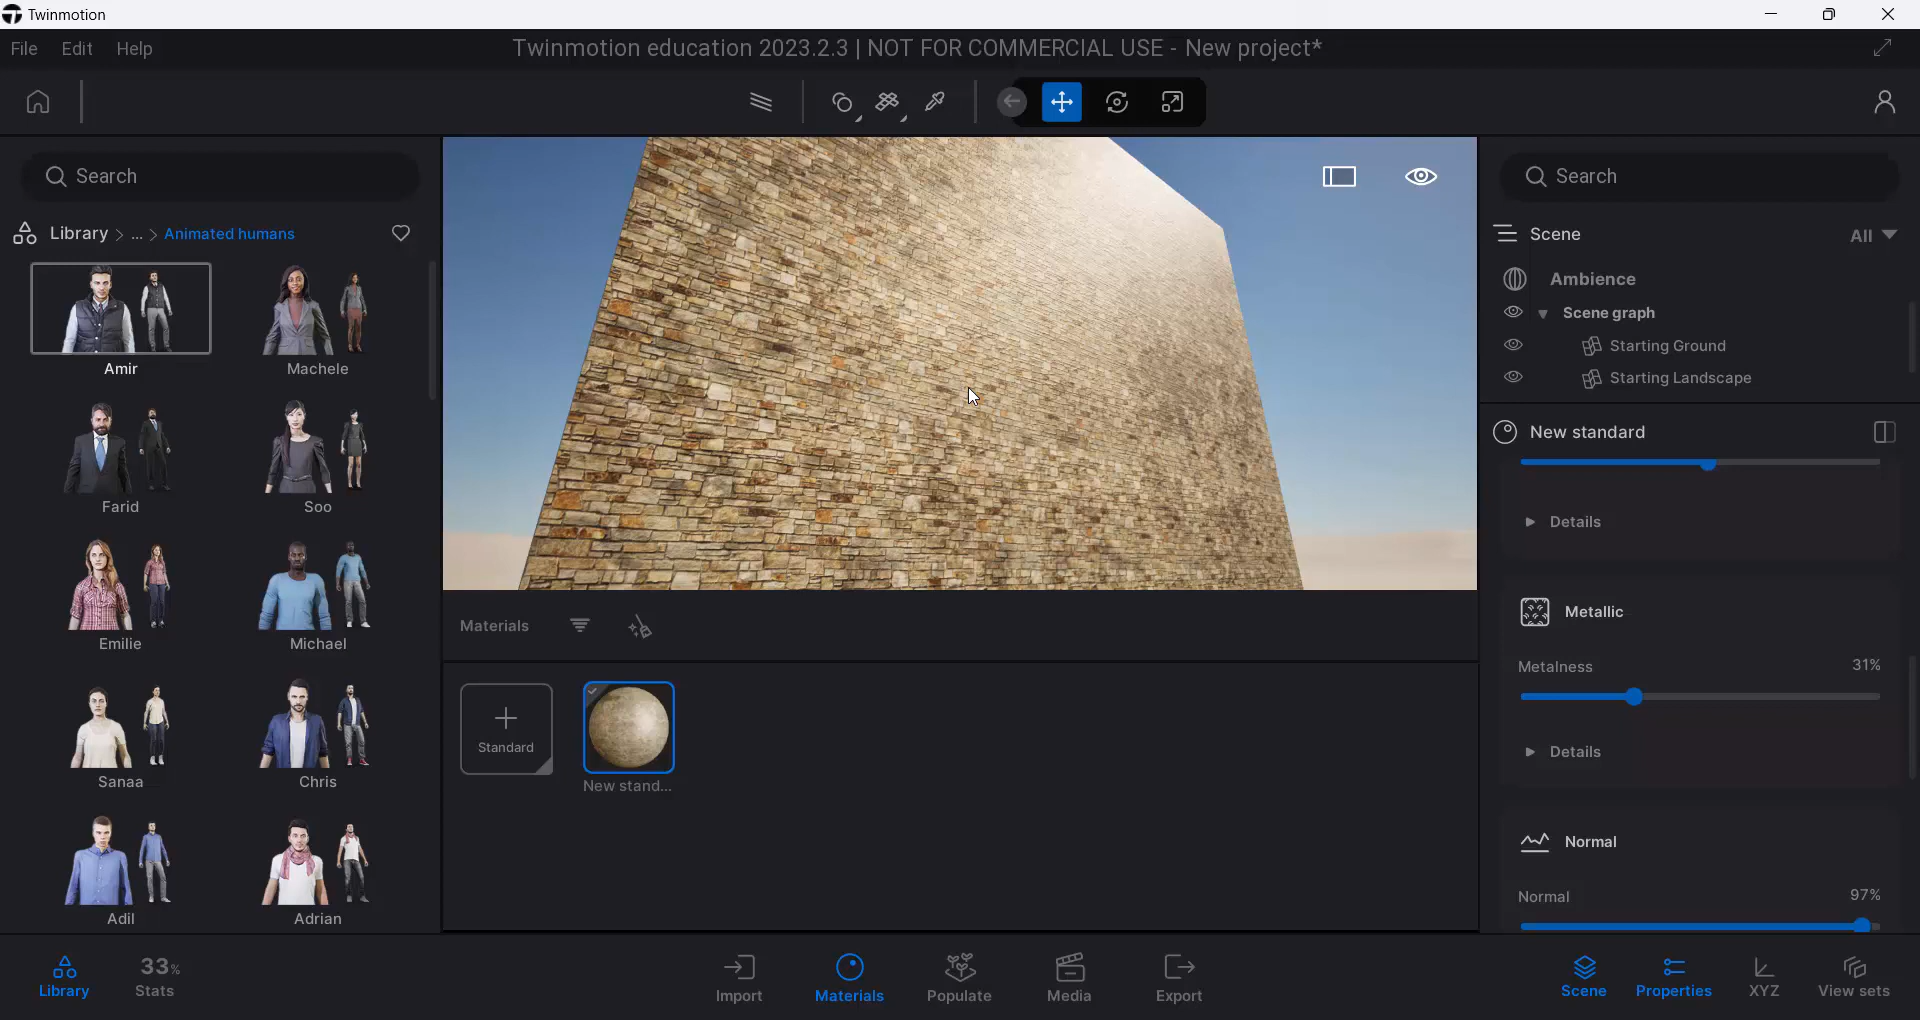 Twinmotion
File Edit Help
Twinmotion education 2023.2.3 | NOT FOR COMMERCIAL USE - New project*
Search
Library > ... > Animated humans
Amir
Machele
Farid
Soo
Emilie
Michael
Sanaa
Chris
Adil
Adrian
Materials
Standard
New stand...
Search
Scene
All
Ambience
Scene graph
Starting Ground
Starting Landscape
New standard
Details
Metallic
Metalness 31%
Details
Normal
Normal 97%
Library
33%
Stats
Import
Materials
Populate
Media
Export
Scene
Properties
XYZ
View sets